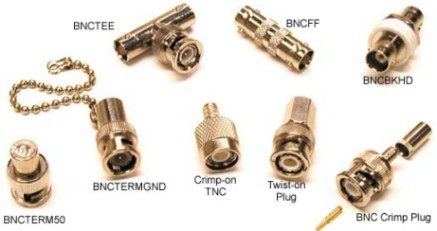 BNCTEE
BNCFF
BNCBKHD
BNCTERMGND
Crimp-on
TNC
Twist-on
Plug
BNCTERM50
BNC Crimp Plug